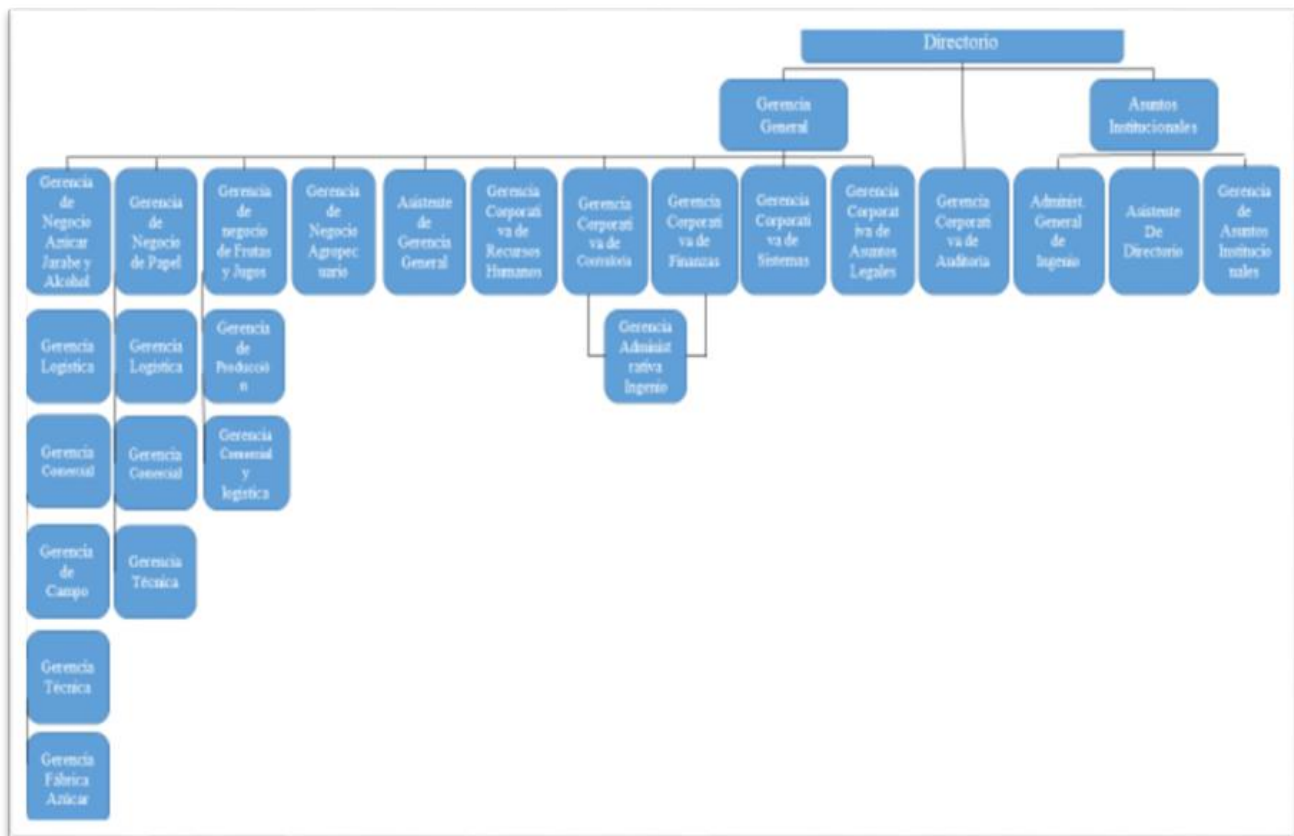 Directorio
Gerencia
General
Asuntos
Institucionales
Gerencia
de
Negocio
Azúcar
Jarabe y
Alcohol
Gerencia
de
Negocio
de Papel
Gerencia
de
negocio
de Frutas
y Jugos
Gerencia
de
Negocio
Agropec
uario
Asistente
de
Gerencia
General
Gerencia
Corporati
va de
Recursos
Humanos
Gerencia
Corporati
va de
Contraloría
Gerencia
Corporati
va de
Finanzas
Gerencia
Corporati
va de
Sistemas
Gerencia
Corporat
iva de
Asuntos
Legales
Gerencia
Corporati
va de
Auditoria
Administ.
General
de
Ingenio
Asistente
De
Directorio
Gerencia
de
Asuntos
Institucio
nales
Gerencia
Logística
Gerencia
Logística
Gerencia
de
Producció
n
Gerencia
Administ
rativa
Ingenio
Gerencia
Comercial
Gerencia
Comercial
Gerencia
Comercial
y
logística
Gerencia
de
Campo
Gerencia
Técnica
Gerencia
Técnica
Gerencia
Fábrica
Azúcar